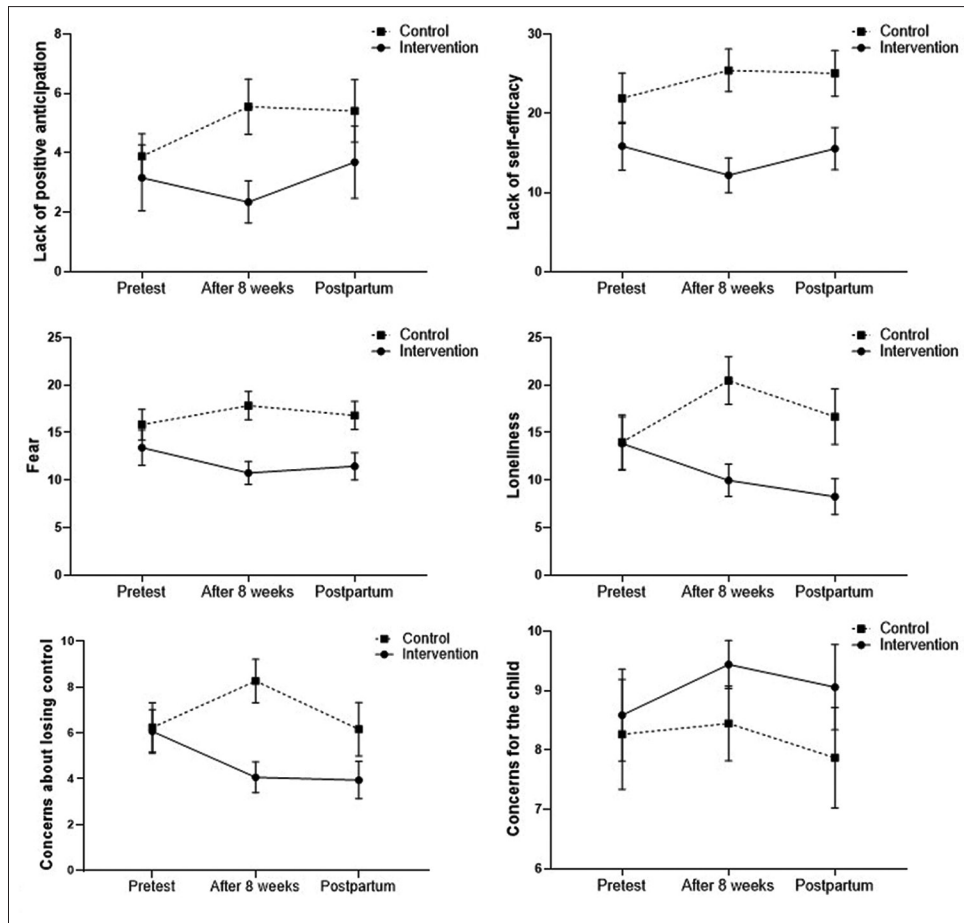 Lack of positive anticipation
8
6
4
2
0
Control
Intervention
Pretest
After 8 weeks
Postpartum
Lack of self-efficacy
30
20
10
0
Control
Intervention
Pretest
After 8 weeks
Postpartum
Fear
25
20
15
10
5
0
Control
Intervention
Pretest
After 8 weeks
Postpartum
Loneliness
25
20
15
10
5
0
Control
Intervention
Pretest
After 8 weeks
Postpartum
Concerns about losing control
10
8
6
4
2
0
Control
Intervention
Pretest
After 8 weeks
Postpartum
Concerns for the child
10
9
8
7
6
Control
Intervention
Pretest
After 8 weeks
Postpartum